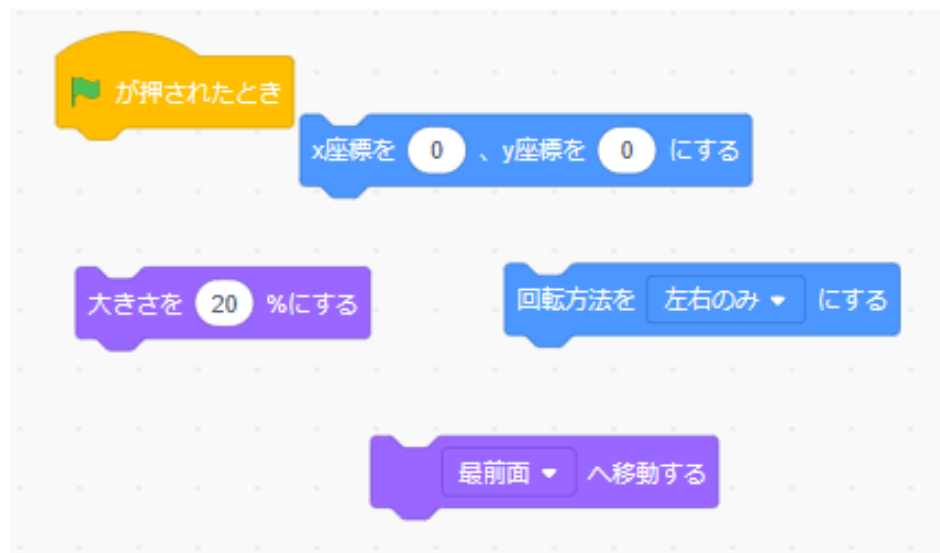 が押されたとき
x座標を 0 、y座標を 0 にする
大きさを 20 %にする
回転方法を 左右のみ にする
最前面 へ移動する